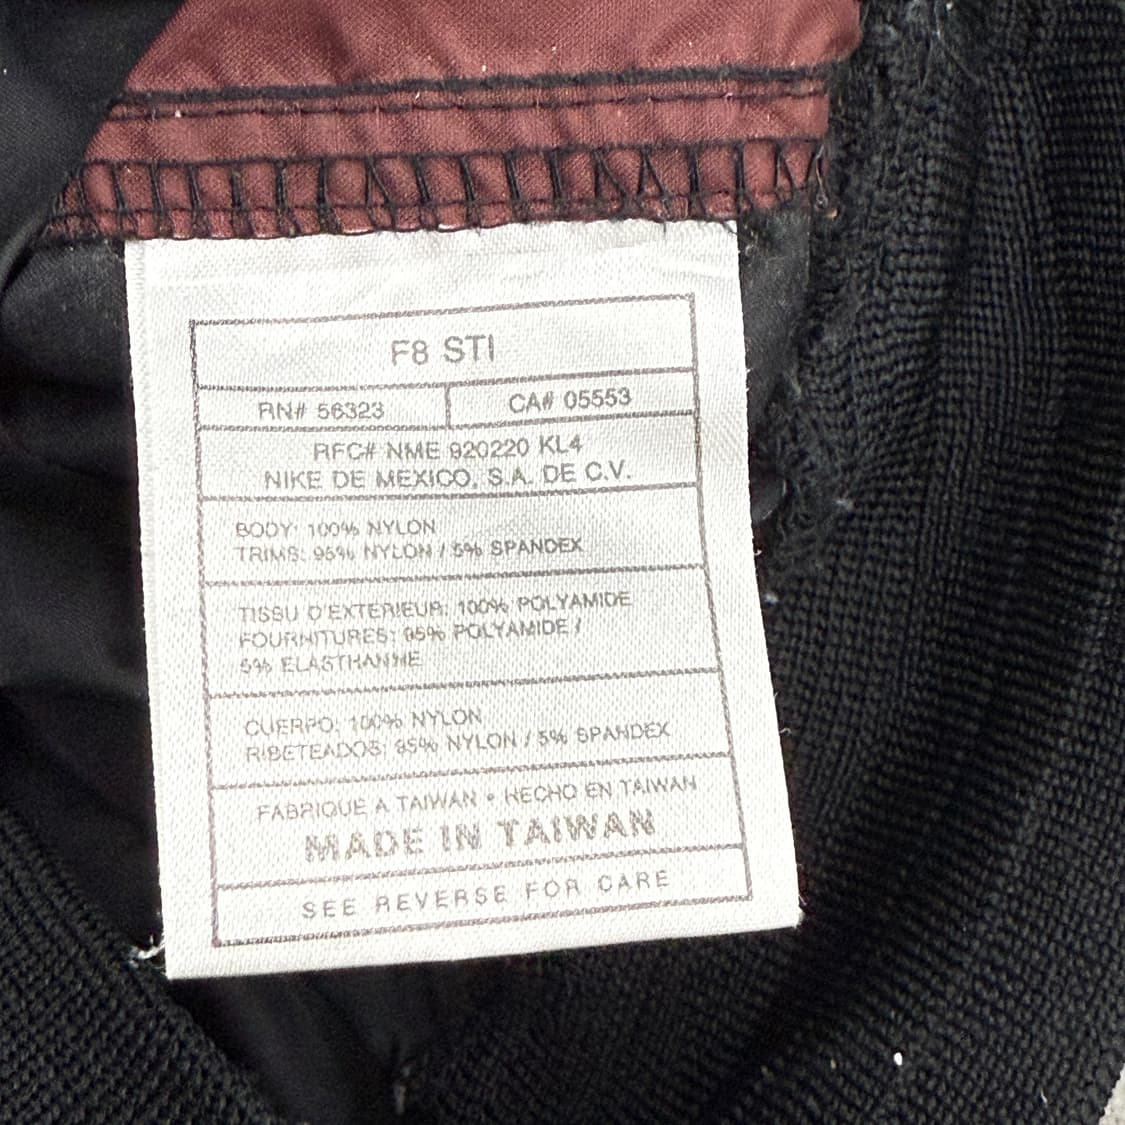 F8 STI
RN# 56323
CA# 05553
RFC# NME 920220 KL4
NIKE DE MEXICO, S.A. DE C.V.
BODY: 100% NYLON
TRIMS: 95% NYLON / 5% SPANDEX
TISSU D'EXTERIEUR: 100% POLYAMIDE
FOURNITURES: 95% POLYAMIDE /
5% ELASTHANNE
CUERPO: 100% NYLON
RIBETEADOS: 95% NYLON / 5% SPANDEX
FABRIQUE A TAIWAN • HECHO EN TAIWAN
MADE IN TAIWAN
SEE REVERSE FOR CARE